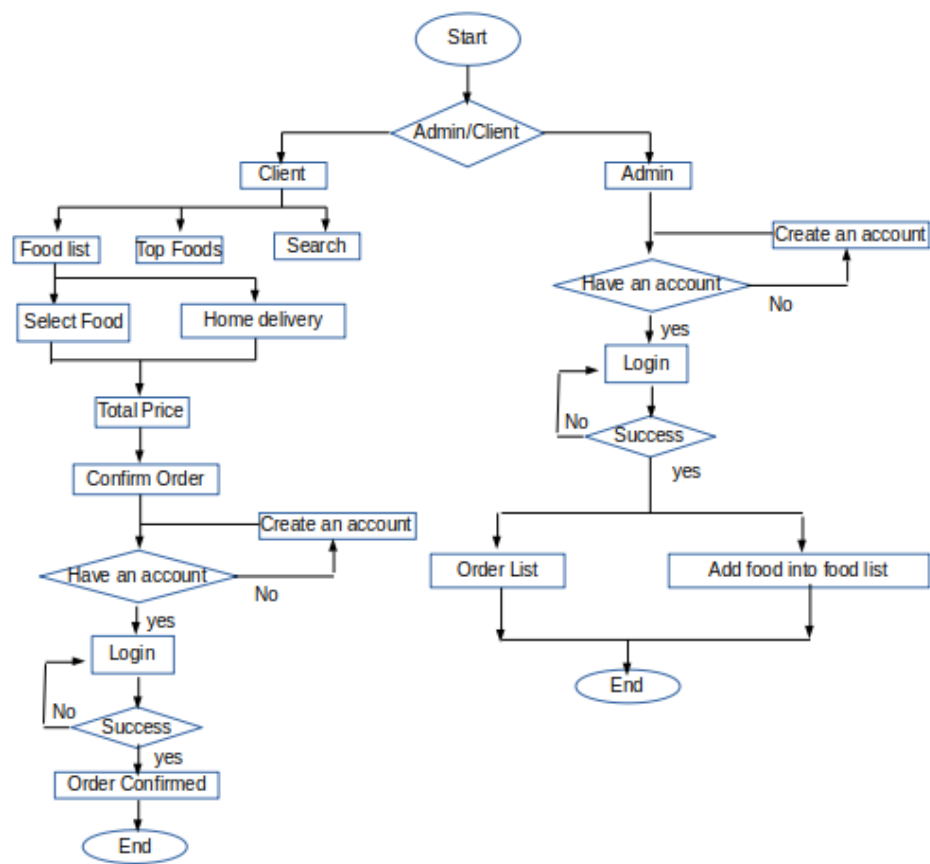 Start
Admin/Client
Client
Admin
Food list
Top Foods
Search
Create an account
Have an account
No
Select Food
Home delivery
yes
Login
Total Price
No
Success
yes
Confirm Order
Create an account
Have an account
No
Order List
Add food into food list
yes
Login
End
No
Success
yes
Order Confirmed
End